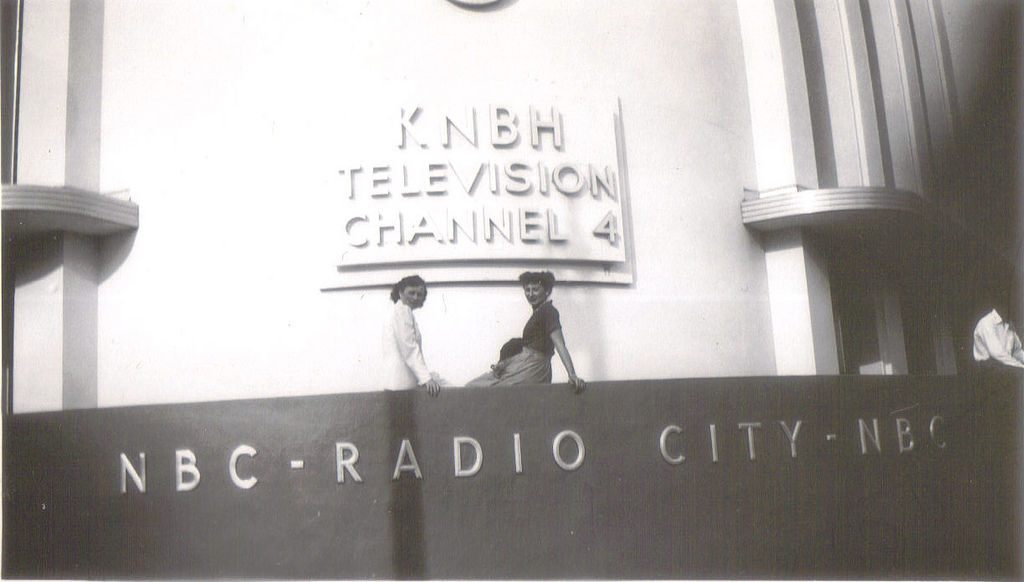 KNBH
TELEVISION
CHANNEL 4
NBC-RADIO CITY-NBC